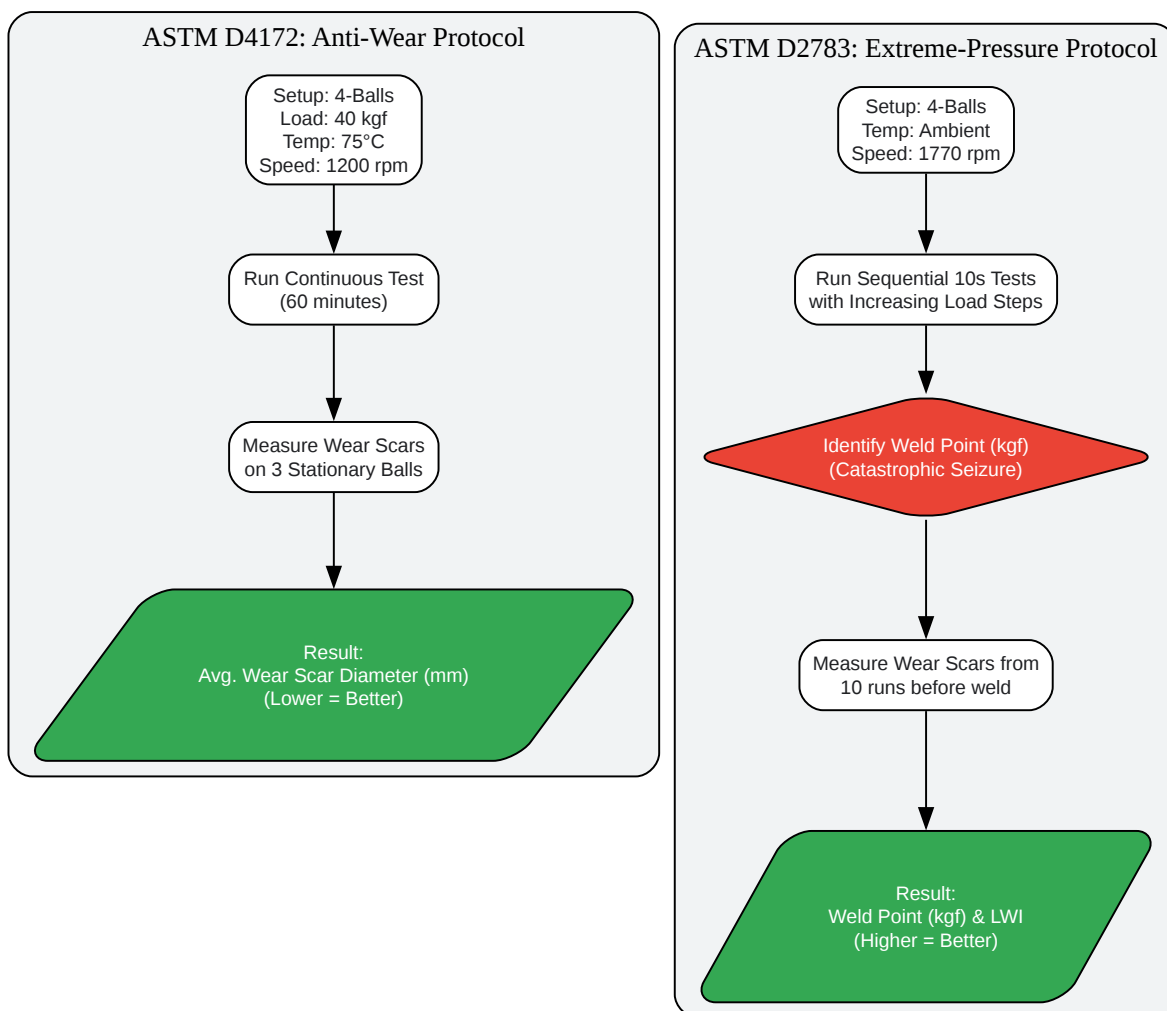 ASTM D4172: Anti-Wear Protocol
Setup: 4-Balls
Load: 40 kgf
Temp: 75°C
Speed: 1200 rpm
Run Continuous Test
(60 minutes)
Measure Wear Scars
on 3 Stationary Balls
Result:
Avg. Wear Scar Diameter (mm)
(Lower = Better)
ASTM D2783: Extreme-Pressure Protocol
Setup: 4-Balls
Temp: Ambient
Speed: 1770 rpm
Run Sequential 10s Tests
with Increasing Load Steps
Identify Weld Point (kgf)
(Catastrophic Seizure)
Measure Wear Scars from
10 runs before weld
Result:
Weld Point (kgf) & LWI
(Higher = Better)